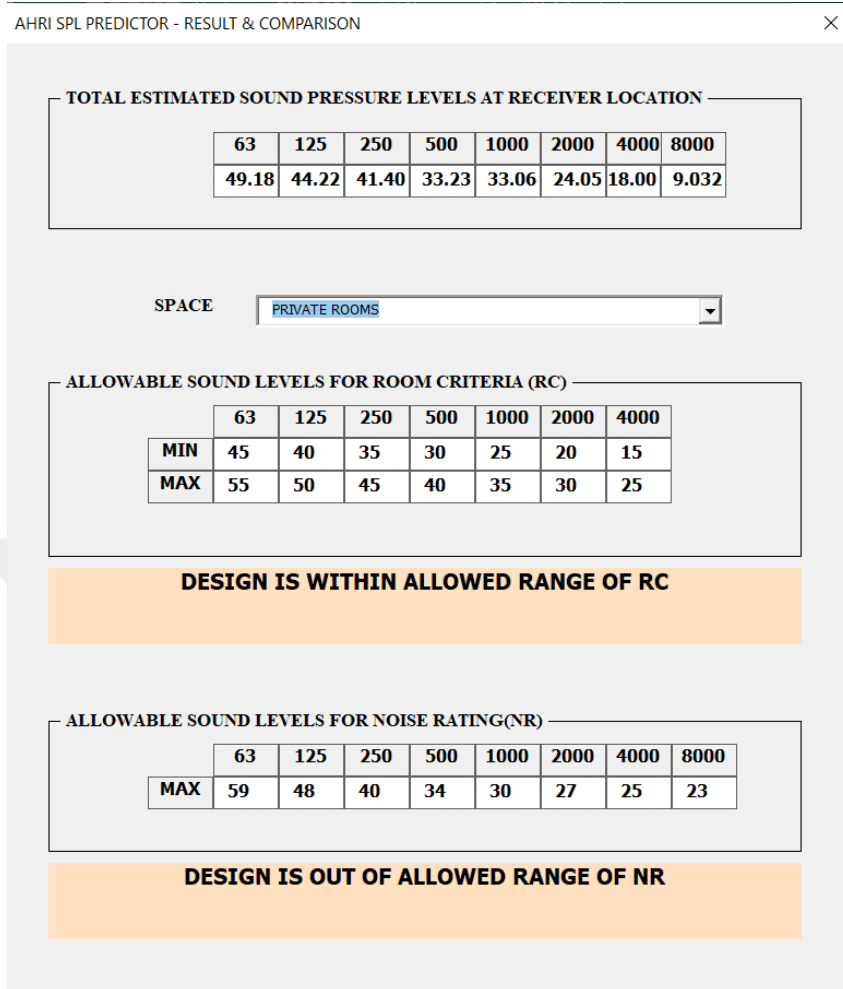 AHRI SPL PREDICTOR - RESULT & COMPARISON
TOTAL ESTIMATED SOUND PRESSURE LEVELS AT RECEIVER LOCATION
63 125 250 500 1000 2000 4000 8000
49.18 44.22 41.40 33.23 33.06 24.05 18.00 9.032
SPACE PRIVATE ROOMS
ALLOWABLE SOUND LEVELS FOR ROOM CRITERIA (RC)
63 125 250 500 1000 2000 4000
MIN 45 40 35 30 25 20 15
MAX 55 50 45 40 35 30 25
DESIGN IS WITHIN ALLOWED RANGE OF RC
ALLOWABLE SOUND LEVELS FOR NOISE RATING(NR)
63 125 250 500 1000 2000 4000 8000
MAX 59 48 40 34 30 27 25 23
DESIGN IS OUT OF ALLOWED RANGE OF NR